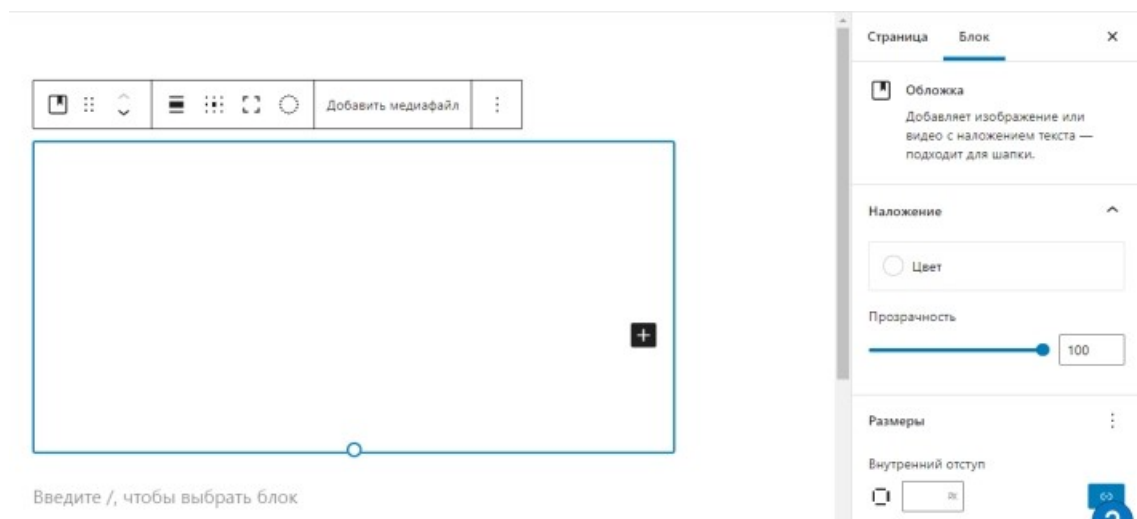 Страница Блок
Обложка
Добавляет изображение или
видео с наложением текста —
подходит для шапки.
Добавить медиафайл
Наложение
Цвет
Прозрачность
100
Размеры
Внутренний отступ
Введите /, чтобы выбрать блок